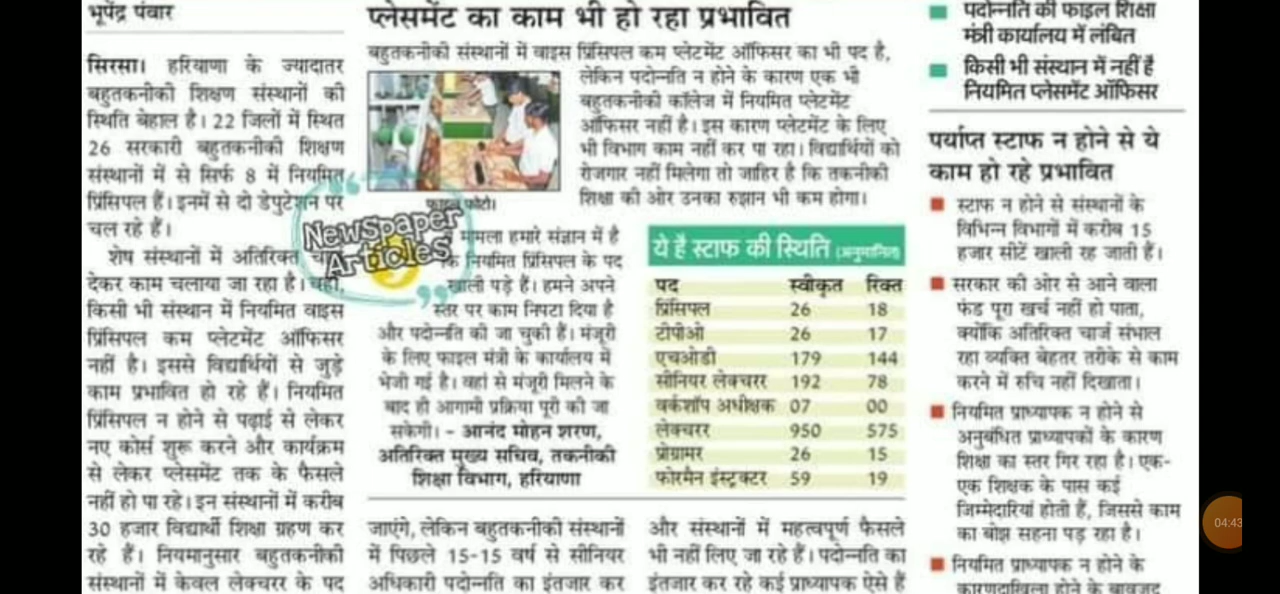 भूपेंद्र पंवार
सिरसा। हरियाणा के ज्यादातर
बहुतकनीकी शिक्षण संस्थानों की
स्थिति बेहाल है। 22 जिलों में स्थित
26 सरकारी बहुतकनीकी शिक्षण
संस्थानों में से सिर्फ 8 में नियमित
प्रिंसिपल हैं। इनमें से दो डेपुटेशन पर
चल रहे हैं।
शेष संस्थानों में अतिरिक्त
देकर काम चलाया जा रहा है। वहीं,
किसी भी संस्थान में नियमित वाइस
प्रिंसिपल कम प्लेटमेंट ऑफिसर
नहीं है। इससे विद्यार्थियों से जुड़े
काम प्रभावित हो रहे हैं। नियमित
प्रिंसिपल न होने से पढ़ाई से लेकर
नए कोर्स शुरू करने और कार्यक्रम
से लेकर प्लेसमेंट तक के फैसले
नहीं हो पा रहे। इन संस्थानों में करीब
30 हजार विद्यार्थी शिक्षा ग्रहण कर
रहे हैं। नियमानुसार बहुतकनीकी
संस्थानों में केवल लेक्चरर के पद
प्लेसमेंट का काम भी हो रहा प्रभावित
बहुतकनीकी संस्थानों में वाइस प्रिंसिपल कम प्लेटमेंट ऑफिसर का भी पद है,
लेकिन पदोन्नति न होने के कारण एक भी
बहुतकनीकी कॉलेज में नियमित प्लेटमेंट
ऑफिसर नहीं है। इस कारण प्लेटमेंट के लिए
भी विभाग काम नहीं कर पा रहा। विद्यार्थियों को
रोजगार नहीं मिलेगा तो जाहिर है कि तकनीकी
शिक्षा की ओर उनका रुझान भी कम होगा।
फाइल फोटो।
Newspaper
Articles
मामला हमारे संज्ञान में है
कि नियमित प्रिंसिपल के पद
खाली पड़े हैं। हमने अपने
स्तर पर काम निपटा दिया है
और पदोन्नति की जा चुकी हैं। मंजूरी
के लिए फाइल मंत्री के कार्यालय में
भेजी गई है। वहां से मंजूरी मिलने के
बाद ही आगामी प्रक्रिया पूरी की जा
सकेगी। - आनंद मोहन शरण,
अतिरिक्त मुख्य सचिव, तकनीकी
शिक्षा विभाग, हरियाणा
ये है स्टाफ की स्थिति (अनुमानित)
पद स्वीकृत रिक्त
प्रिंसिपल 26 18
टीपीओ 26 17
एचओडी 179 144
सीनियर लेक्चरर 192 78
वर्कशॉप अधीक्षक 07 00
लेक्चरर 950 575
प्रोग्रामर 26 15
फोरमैन इंस्ट्रक्टर 59 19
जाएंगे, लेकिन बहुतकनीकी संस्थानों
में पिछले 15-15 वर्ष से सीनियर
अधिकारी पदोन्नति का इंतजार कर
और संस्थानों में महत्वपूर्ण फैसले
भी नहीं लिए जा रहे हैं। पदोन्नति का
इंतजार कर रहे कई प्राध्यापक ऐसे हैं
पदोन्नति की फाइल शिक्षा
मंत्री कार्यालय में लंबित
किसी भी संस्थान में नहीं है
नियमित प्लेसमेंट ऑफिसर
पर्याप्त स्टाफ न होने से ये
काम हो रहे प्रभावित
स्टाफ न होने से संस्थानों के
विभिन्न विभागों में करीब 15
हजार सीटें खाली रह जाती हैं।
सरकार की ओर से आने वाला
फंड पूरा खर्च नहीं हो पाता,
क्योंकि अतिरिक्त चार्ज संभाल
रहा व्यक्ति बेहतर तरीके से काम
करने में रुचि नहीं दिखाता।
नियमित प्राध्यापक न होने से
अनुबंधित प्राध्यापकों के कारण
शिक्षा का स्तर गिर रहा है। एक-
एक शिक्षक के पास कई
जिम्मेदारियां होती हैं, जिससे काम
का बोझ सहना पड़ रहा है।
नियमित प्राध्यापक न होने के
कारणदाखिला होने के बावजूद
04:43